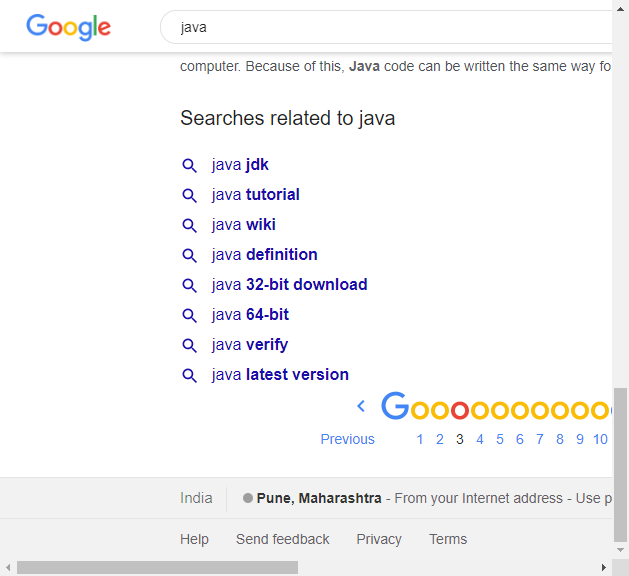 Google
java
computer. Because of this, Java code can be written the same way fo
Searches related to java
java jdk
java tutorial
java wiki
java definition
java 32-bit download
java 64-bit
java verify
java latest version
Goooooooooo
Previous 1 2 3 4 5 6 7 8 9 10
India Pune, Maharashtra - From your Internet address - Use p
Help Send feedback Privacy Terms